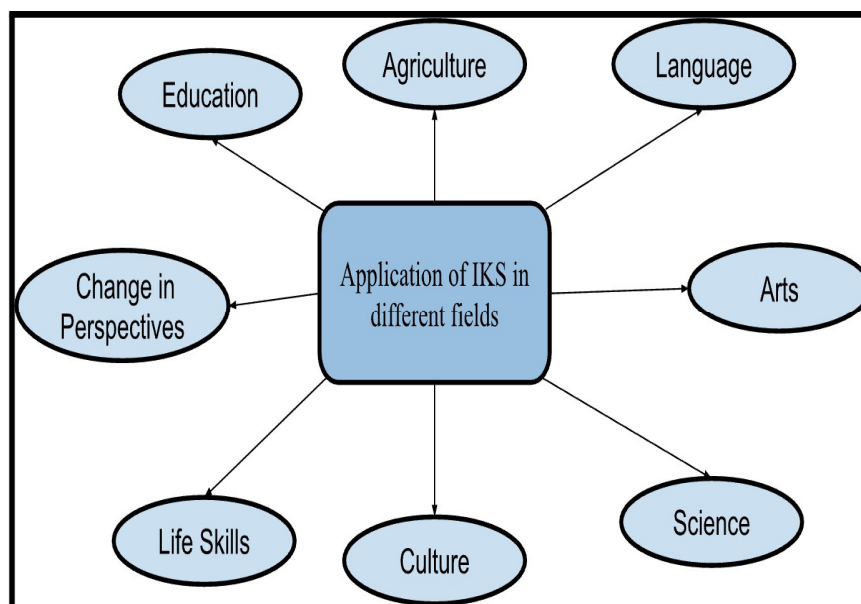 Education
Agriculture
Language
Change in
Perspectives
Application of IKS in
different fields
Arts
Life Skills
Culture
Science